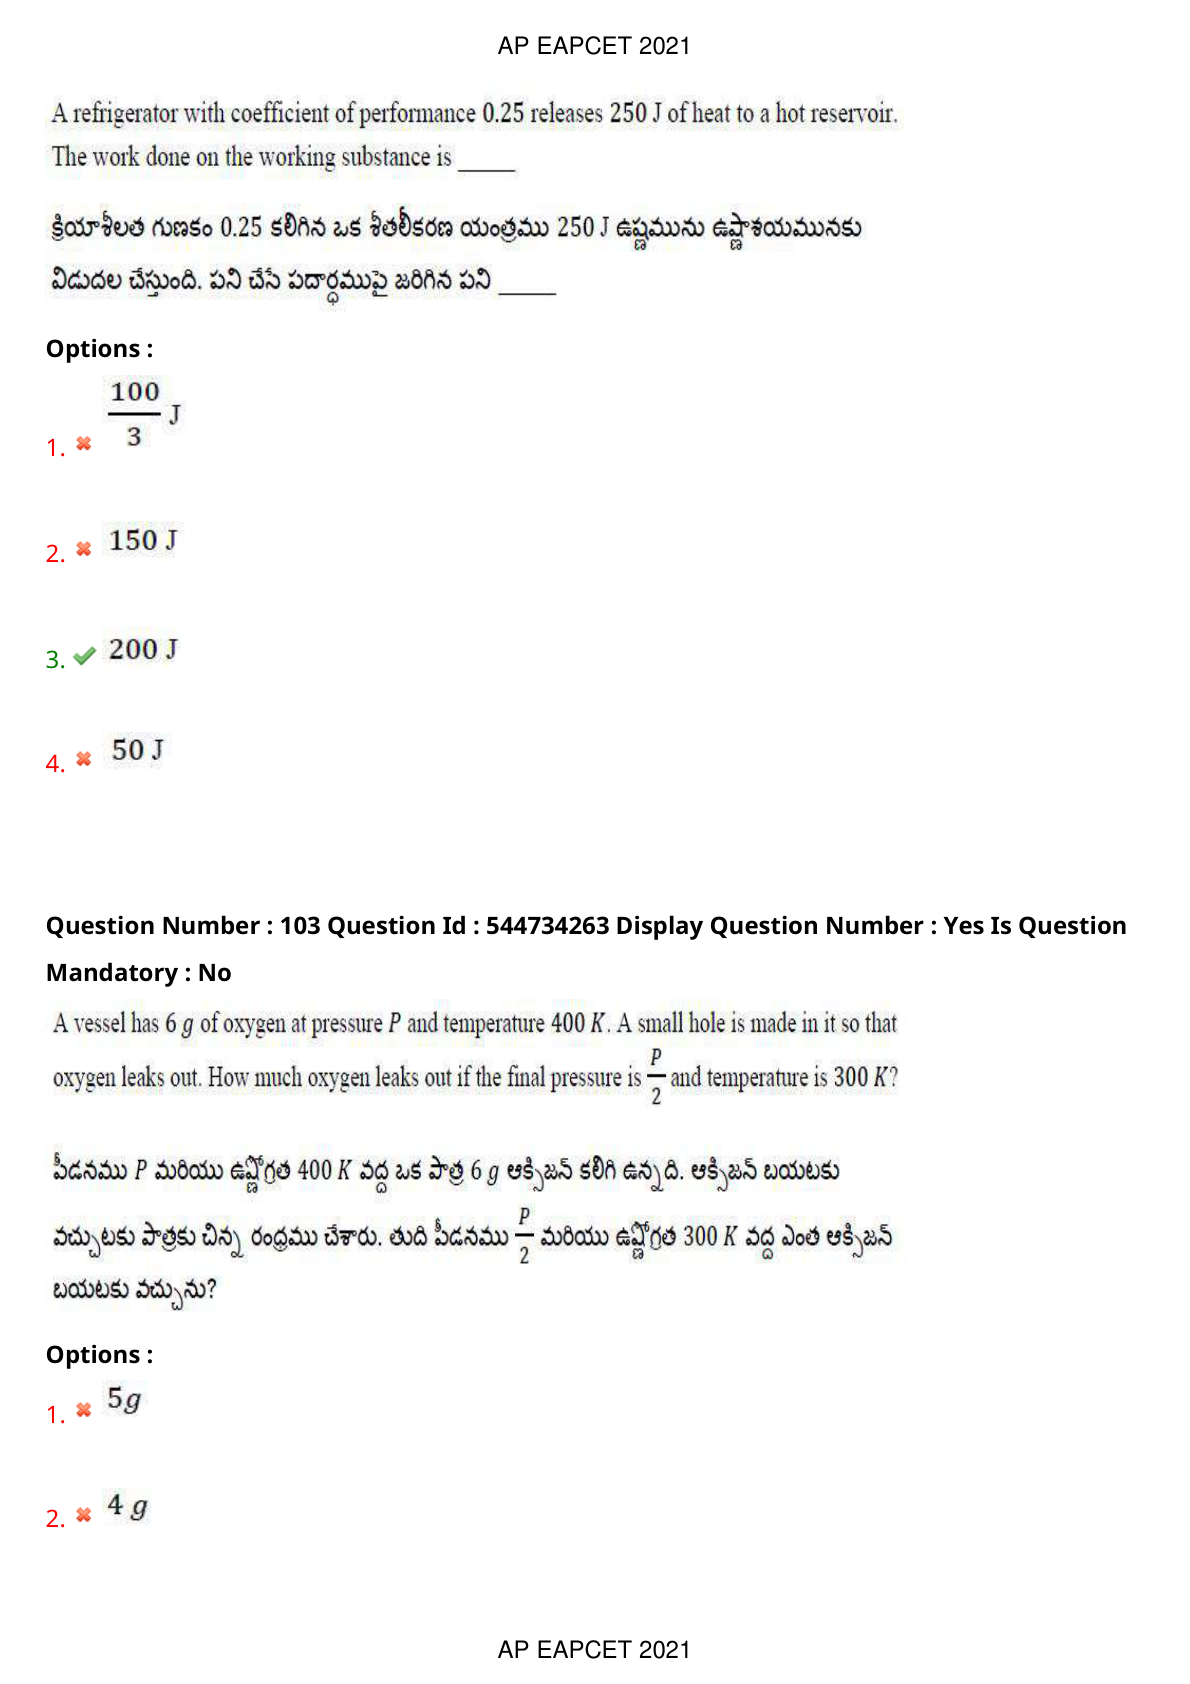 AP EAPCET 2021
A refrigerator with coefficient of performance 0.25 releases 250 J of heat to a hot reservoir.
The work done on the working substance is _____
క్రియాశీలత గుణకం 0.25 కలిగిన ఒక శీతలీకరణ యంత్రము 250 J ఉష్ణమును ఉష్ణాశయమునకు
విడుదల చేస్తుంది. పని చేసే పదార్థముపై జరిగిన పని _____
Options :
1. 100/3 J
2. 150 J
3. 200 J
4. 50 J
Question Number : 103 Question Id : 544734263 Display Question Number : Yes Is Question
Mandatory : No
A vessel has 6 g of oxygen at pressure P and temperature 400 K. A small hole is made in it so that
oxygen leaks out. How much oxygen leaks out if the final pressure is P/2 and temperature is 300 K?
పీడనము P మరియు ఉష్ణోగ్రత 400 K వద్ద ఒక పాత్ర 6 g ఆక్సిజన్ కలిగి ఉన్నది. ఆక్సిజన్ బయటకు
వచ్చుటకు పాత్రకు చిన్న రంధ్రము చేశారు. తుది పీడనము P/2 మరియు ఉష్ణోగ్రత 300 K వద్ద ఎంత ఆక్సిజన్
బయటకు వచ్చును?
Options :
1. 5g
2. 4 g
AP EAPCET 2021